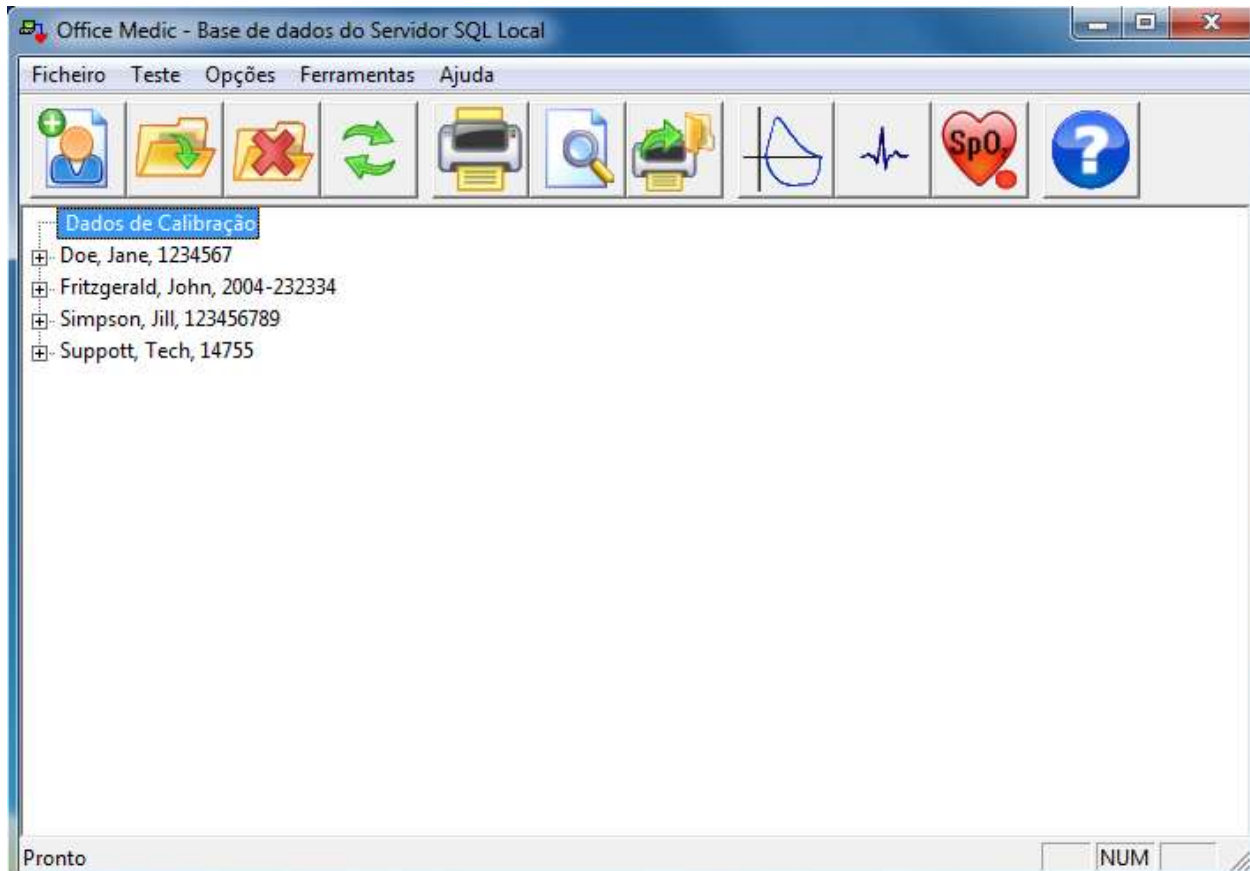 Office Medic - Base de dados do Servidor SQL Local
Ficheiro Teste Opções Ferramentas Ajuda
SpO₂
Dados de Calibração
Doe, Jane, 1234567
Fritzgerald, John, 2004-232334
Simpson, Jill, 123456789
Suppott, Tech, 14755
Pronto NUM